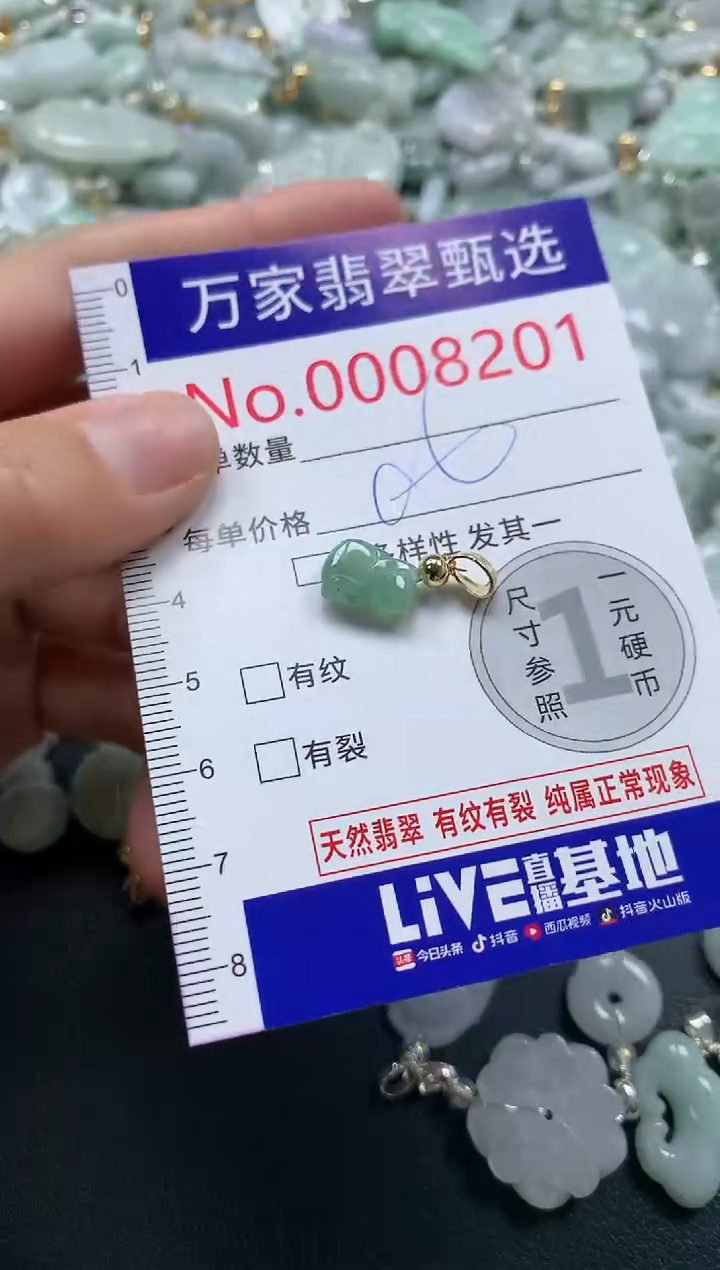 0
万家翡翠甄选
1
No.0008201
单数量
每单价格
多样性 发其一
4
尺寸参照
1
一元硬币
5
有纹
6
有裂
天然翡翠 有纹有裂 纯属正常现象
7
LiVE直播基地
头条 今日头条 抖音 西瓜视频 抖音火山版
8